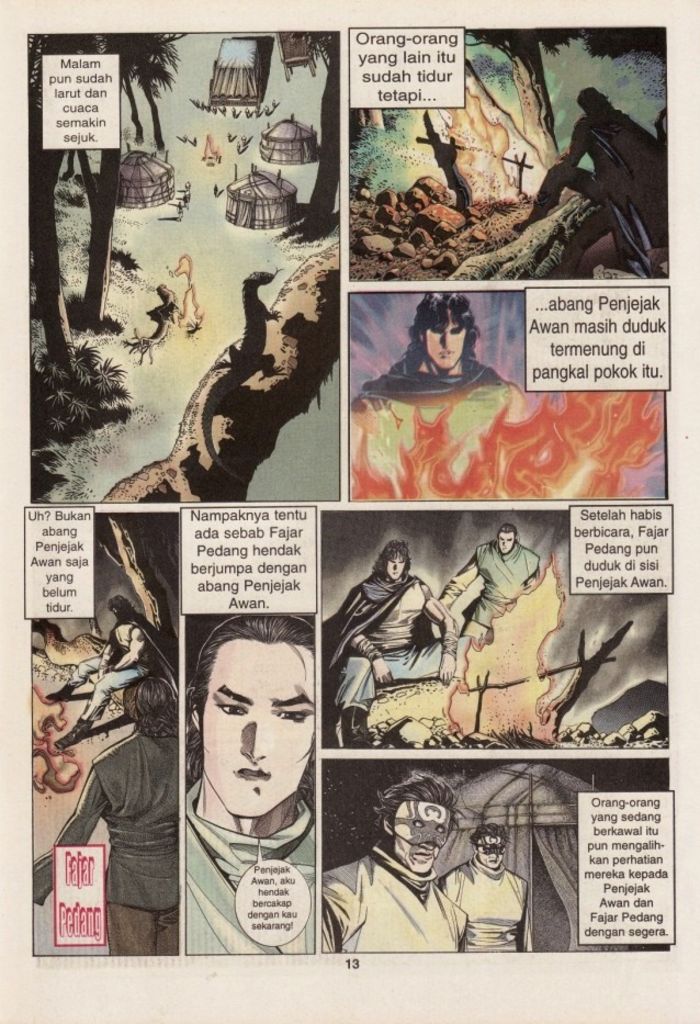 Malam
pun sudah
larut dan
cuaca
semakin
sejuk.
Orang-orang
yang lain itu
sudah tidur
tetapi...
...abang Penjejak
Awan masih duduk
termenung di
pangkal pokok itu.
Uh? Bukan
abang
Penjejak
Awan saja
yang
belum
tidur.
Fajar
Pedang
Nampaknya tentu
ada sebab Fajar
Pedang hendak
berjumpa dengan
abang Penjejak
Awan.
Penjejak
Awan, aku
hendak
bercakap
dengan kau
sekarang!
Setelah habis
berbicara, Fajar
Pedang pun
duduk di sisi
Penjejak Awan.
Orang-orang
yang sedang
berkawal itu
pun mengalih-
kan perhatian
mereka kepada
Penjejak
Awan dan
Fajar Pedang
dengan segera.
13